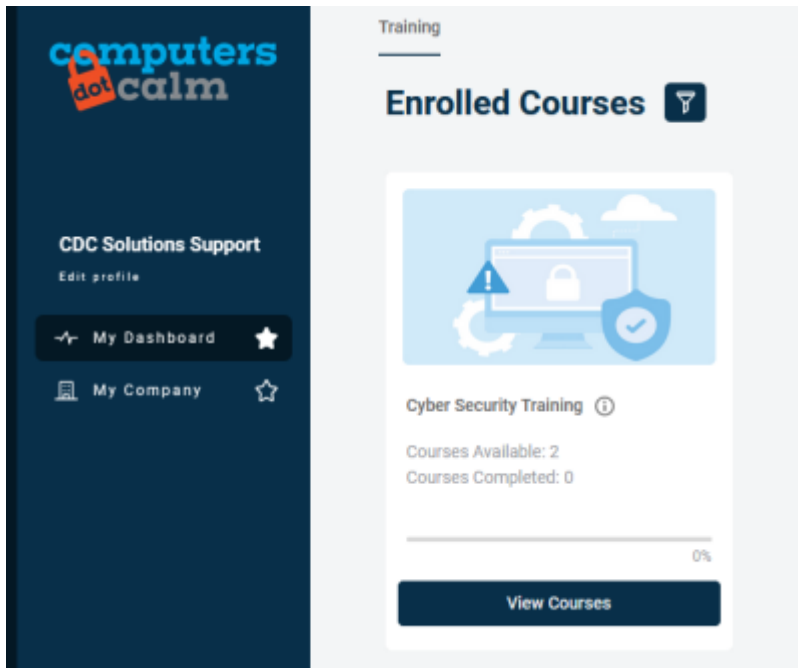 computers
dot calm
CDC Solutions Support
Edit profile
My Dashboard
My Company
Training
Enrolled Courses
Cyber Security Training
Courses Available: 2
Courses Completed: 0
0%
View Courses